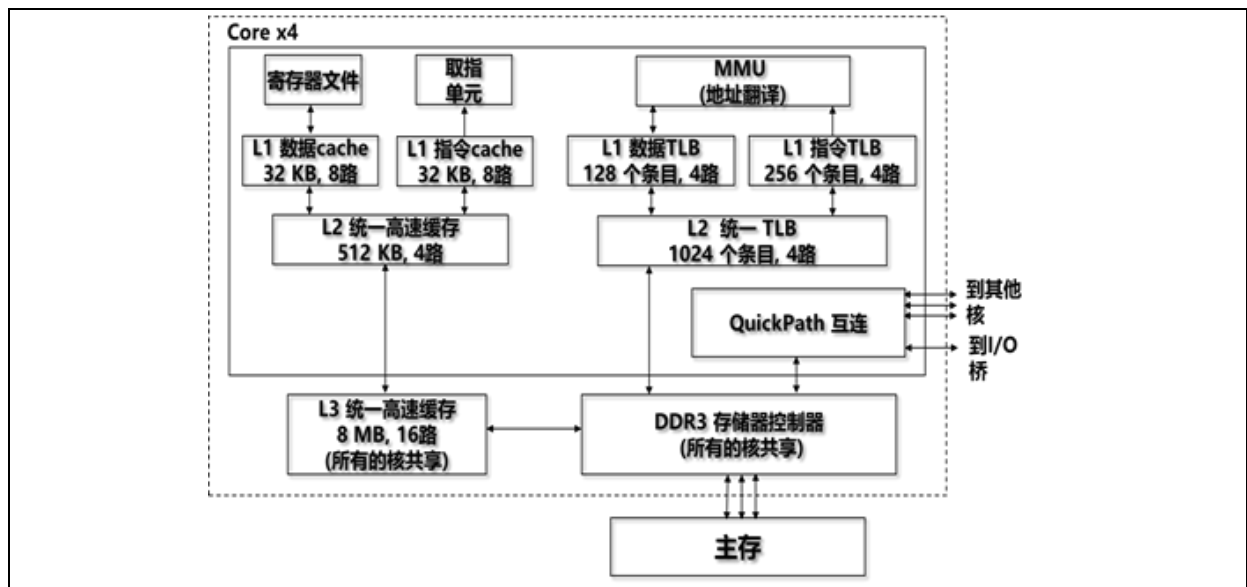 Core x4
寄存器文件
取指
单元
MMU
(地址翻译)
L1 数据cache
32 KB, 8路
L1 指令cache
32 KB, 8路
L1 数据TLB
128 个条目, 4路
L1 指令TLB
256 个条目, 4路
L2 统一高速缓存
512 KB, 4路
L2 统一 TLB
1024 个条目, 4路
QuickPath 互连
到其他
核
到I/O
桥
L3 统一高速缓存
8 MB, 16路
(所有的核共享)
DDR3 存储器控制器
(所有的核共享)
主存